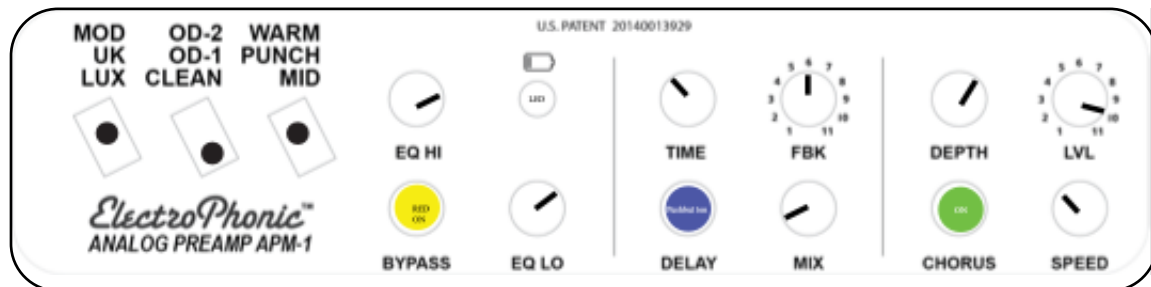 U.S. PATENT 20140013929
MOD OD-2 WARM
UK OD-1 PUNCH
LUX CLEAN MID
LED
EQ HI
5 6 7
4 8
3 9
2 10
1 11
TIME
FBK
DEPTH
5 6 7
4 8
3 9
2 10
1 11
LVL
ElectroPhonic™
ANALOG PREAMP APM-1
RED
ON
BYPASS
EQ LO
DELAY
MIX
ON
CHORUS
SPEED